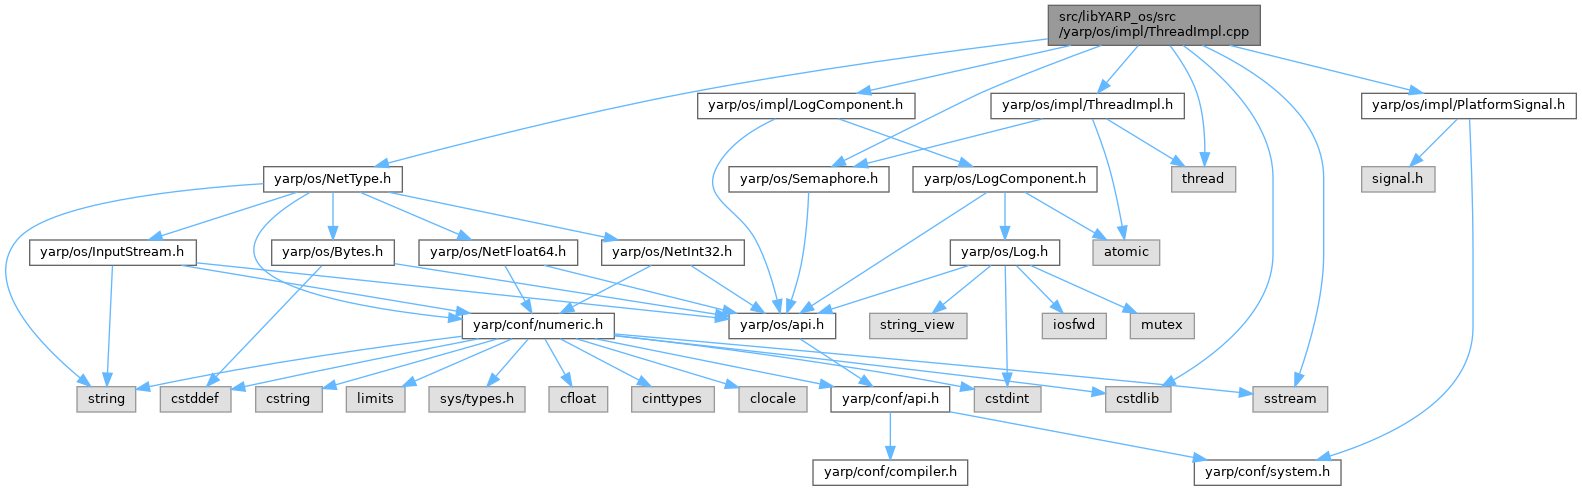 src/libYARP_os/src
/yarp/os/impl/ThreadImpl.cpp
yarp/os/impl/LogComponent.h
yarp/os/impl/ThreadImpl.h
yarp/os/impl/PlatformSignal.h
yarp/os/NetType.h
yarp/os/Semaphore.h
yarp/os/LogComponent.h
thread
signal.h
yarp/os/InputStream.h
yarp/os/Bytes.h
yarp/os/NetFloat64.h
yarp/os/NetInt32.h
yarp/os/Log.h
atomic
yarp/conf/numeric.h
yarp/os/api.h
string_view
iosfwd
mutex
string
cstddef
cstring
limits
sys/types.h
cfloat
cinttypes
clocale
yarp/conf/api.h
cstdint
cstdlib
sstream
yarp/conf/compiler.h
yarp/conf/system.h